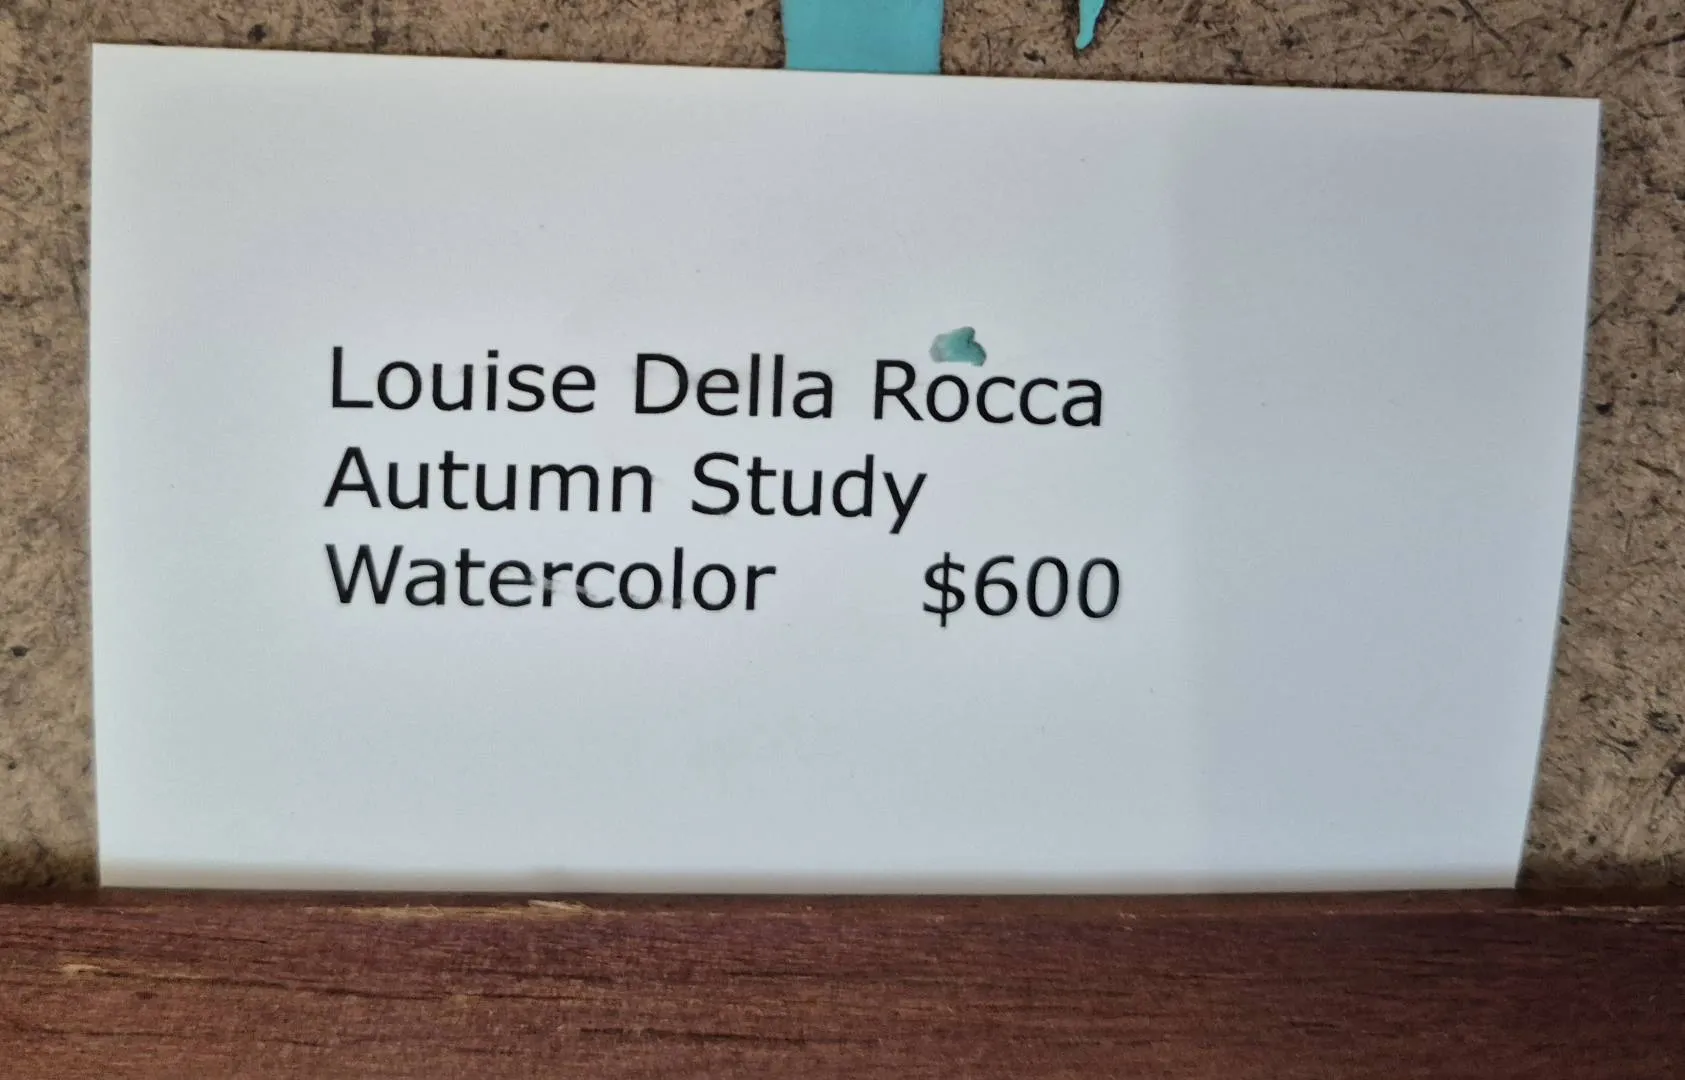 Louise Della Rocca
Autumn Study
Watercolor $600